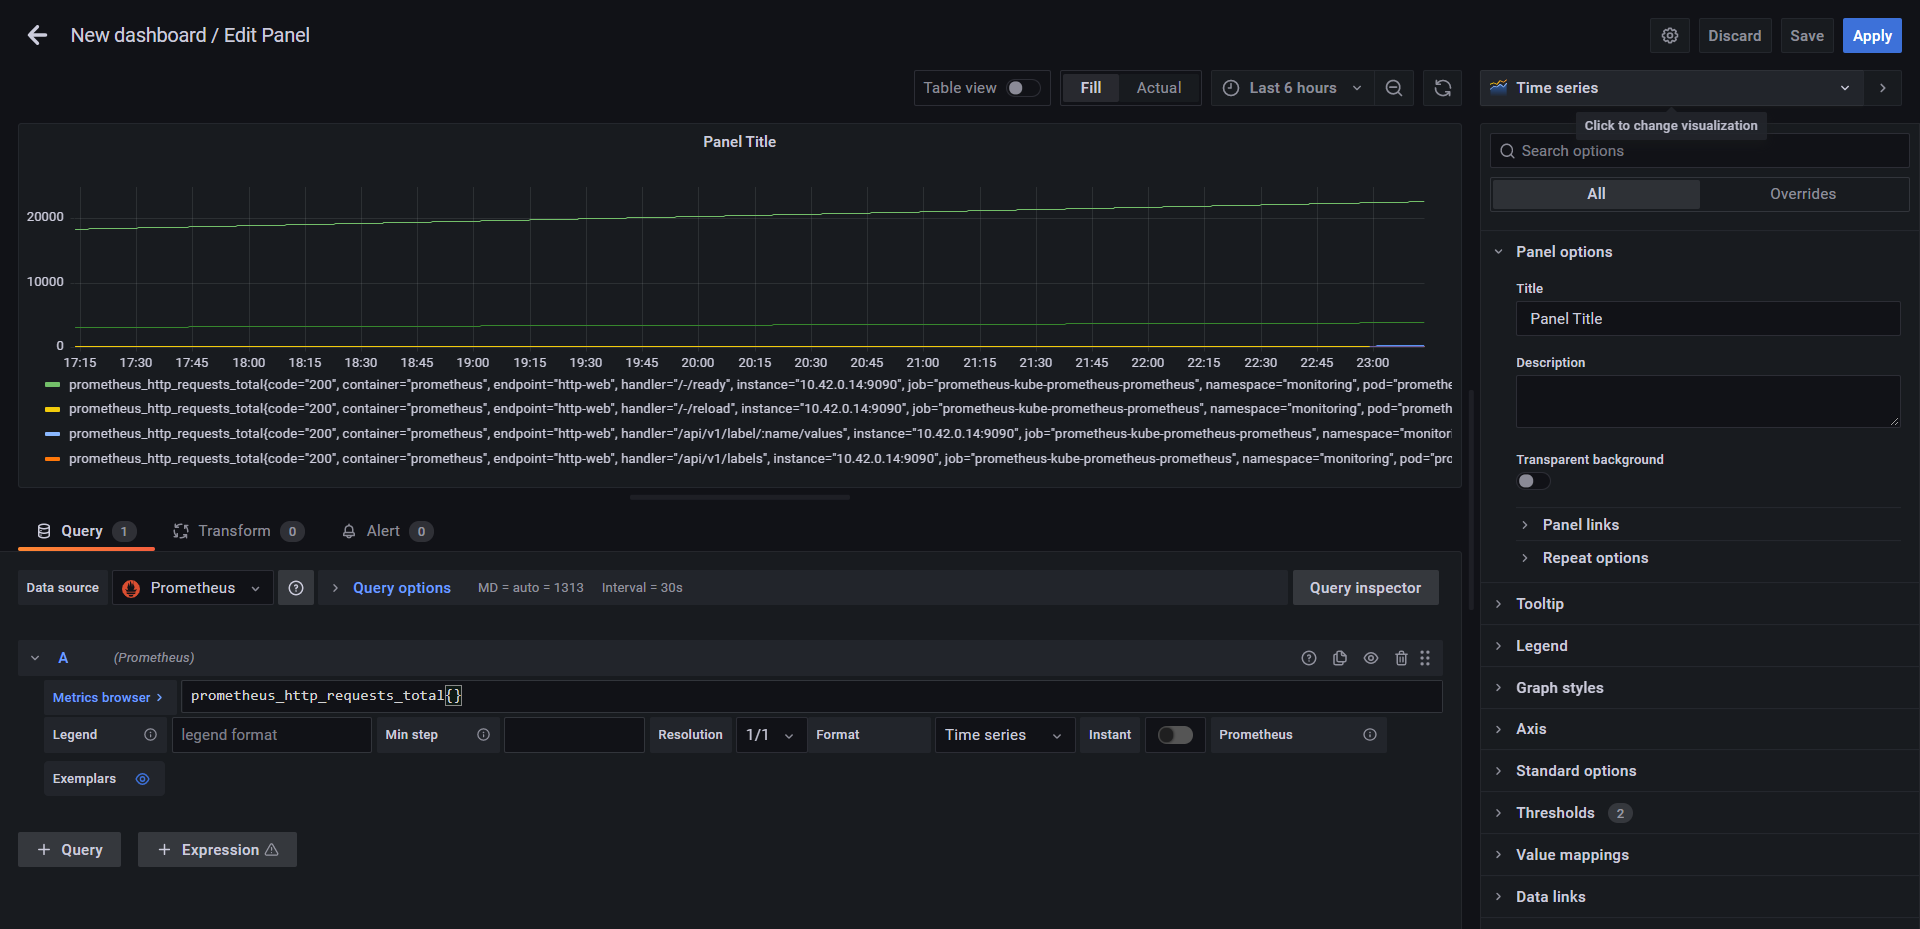 New dashboard / Edit Panel
Discard
Save
Apply
Table view
Fill
Actual
Last 6 hours
Time series
Click to change visualization
Panel Title
20000
10000
0
17:15 17:30 17:45 18:00 18:15 18:30 18:45 19:00 19:15 19:30 19:45 20:00 20:15 20:30 20:45 21:00 21:15 21:30 21:45 22:00 22:15 22:30 22:45 23:00
prometheus_http_requests_total{code="200", container="prometheus", endpoint="http-web", handler="/-/ready", instance="10.42.0.14:9090", job="prometheus-kube-prometheus-prometheus", namespace="monitoring", pod="promethe
prometheus_http_requests_total{code="200", container="prometheus", endpoint="http-web", handler="/-/reload", instance="10.42.0.14:9090", job="prometheus-kube-prometheus-prometheus", namespace="monitoring", pod="prometh
prometheus_http_requests_total{code="200", container="prometheus", endpoint="http-web", handler="/api/v1/label/:name/values", instance="10.42.0.14:9090", job="prometheus-kube-prometheus-prometheus", namespace="monitori
prometheus_http_requests_total{code="200", container="prometheus", endpoint="http-web", handler="/api/v1/labels", instance="10.42.0.14:9090", job="prometheus-kube-prometheus-prometheus", namespace="monitoring", pod="pro
Query 1
Transform 0
Alert 0
Data source
Prometheus
Query options
MD = auto = 1313
Interval = 30s
Query inspector
A
(Prometheus)
Metrics browser
prometheus_http_requests_total{}
Legend
legend format
Min step
Resolution
1/1
Format
Time series
Instant
Prometheus
Exemplars
+ Query
+ Expression
Search options
All
Overrides
Panel options
Title
Panel Title
Description
Transparent background
Panel links
Repeat options
Tooltip
Legend
Graph styles
Axis
Standard options
Thresholds 2
Value mappings
Data links